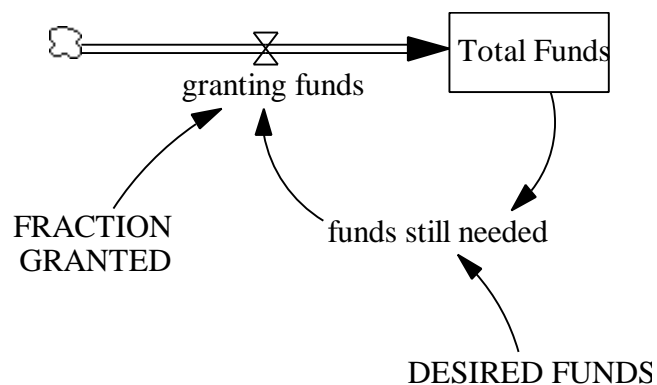 Total Funds
granting funds
FRACTION
GRANTED
funds still needed
DESIRED FUNDS